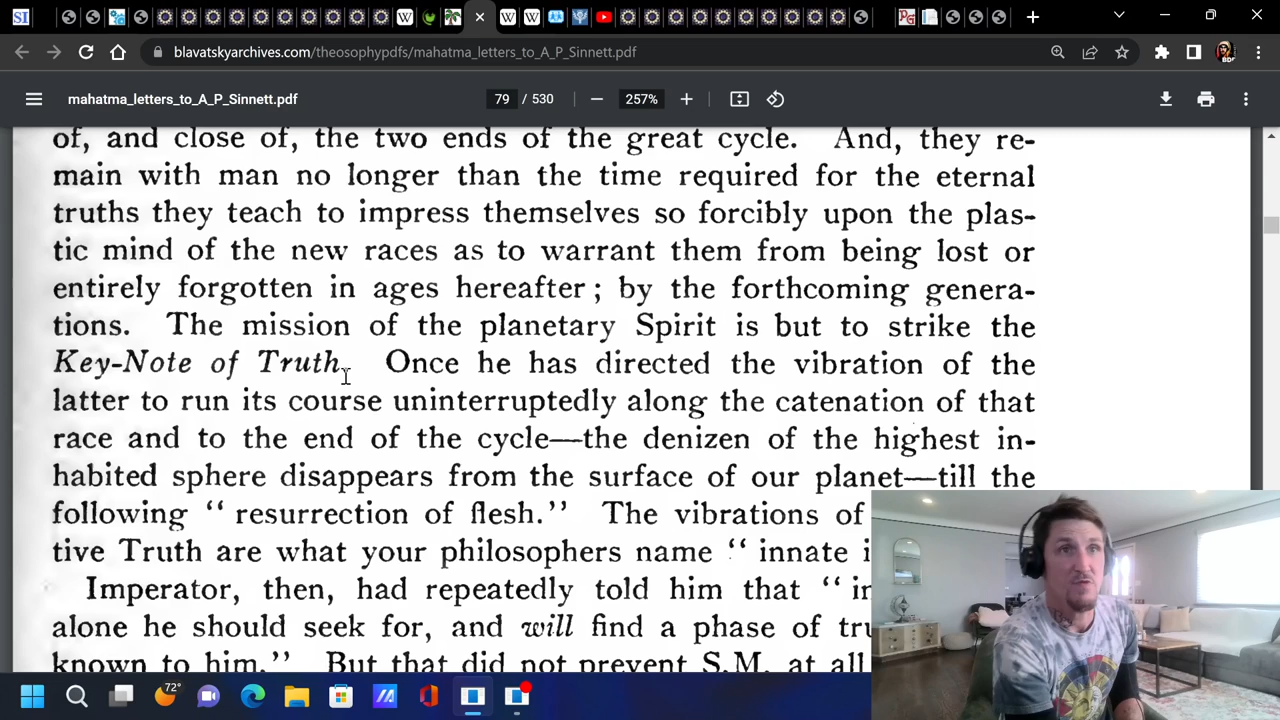 blavatskyarchives.com/theosophypdfs/mahatma_letters_to_A_P_Sinnett.pdf
mahatma_letters_to_A_P_Sinnett.pdf
79 / 530
257%
of, and close of, the two ends of the great cycle. And, they re-
main with man no longer than the time required for the eternal
truths they teach to impress themselves so forcibly upon the plas-
tic mind of the new races as to warrant them from being lost or
entirely forgotten in ages hereafter ; by the forthcoming genera-
tions. The mission of the planetary Spirit is but to strike the
Key-Note of Truth. Once he has directed the vibration of the
latter to run its course uninterruptedly along the catenation of that
race and to the end of the cycle—the denizen of the highest in-
habited sphere disappears from the surface of our planet—till the
following “ resurrection of flesh.” The vibrations of
tive Truth are what your philosophers name “ innate i
Imperator, then, had repeatedly told him that “ in
alone he should seek for, and will find a phase of tru
known to him.” But that did not prevent S.M. at all
72°